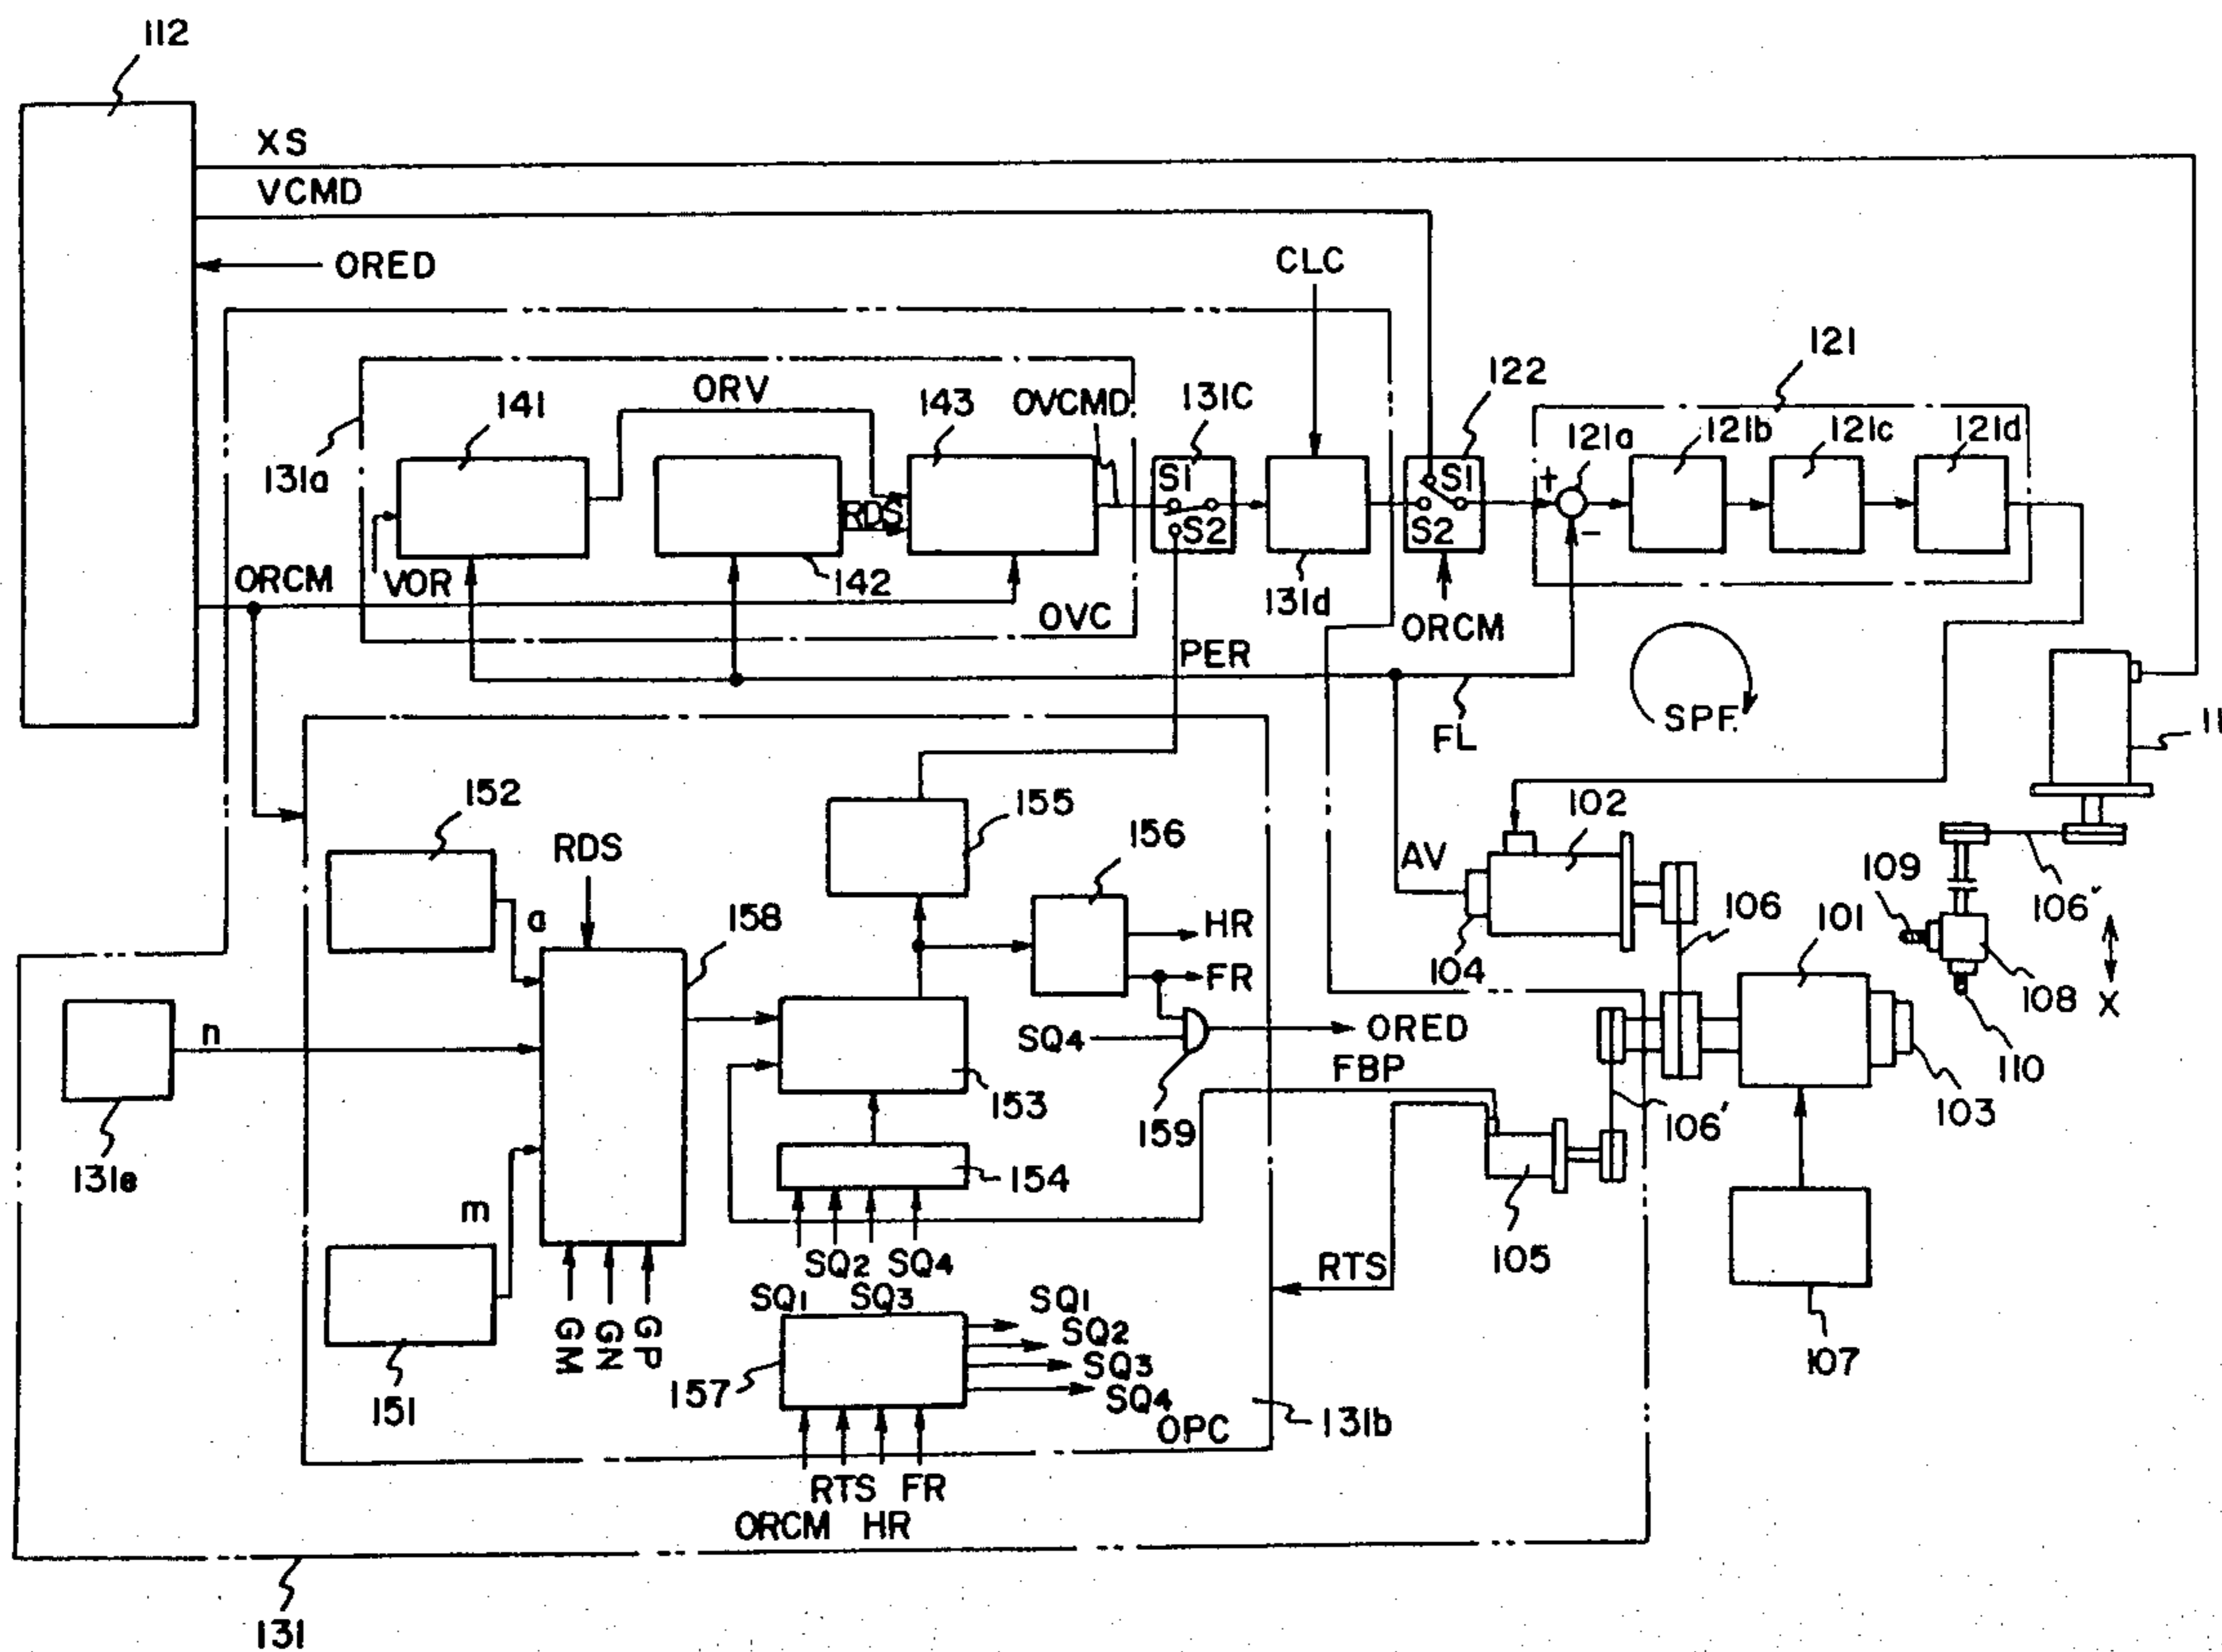 112
XS
VCMD
ORED
CLC
121
122
ORV
143
OVCMD
131C
141
121a
121b
121c
121d
131a
S1
S1
+
RDS
S2
S2
-
ORCM
VOR
142
131d
ORCM
OVC
PER
SPF.
FL
11
152
155
102
RDS
156
AV
109
106'
a
158
HR
106
101
FR
104
108
X
n
SQ4
ORED
110
FBP
153
103
159
106'
131e
154
m
105
SQ2
SQ4
RTS
SQ1
SQ3
SQ1
GM
GN
GP
SQ2
SQ3
107
157
SQ4
151
OPC
131b
RTS
FR
ORCM
HR
131